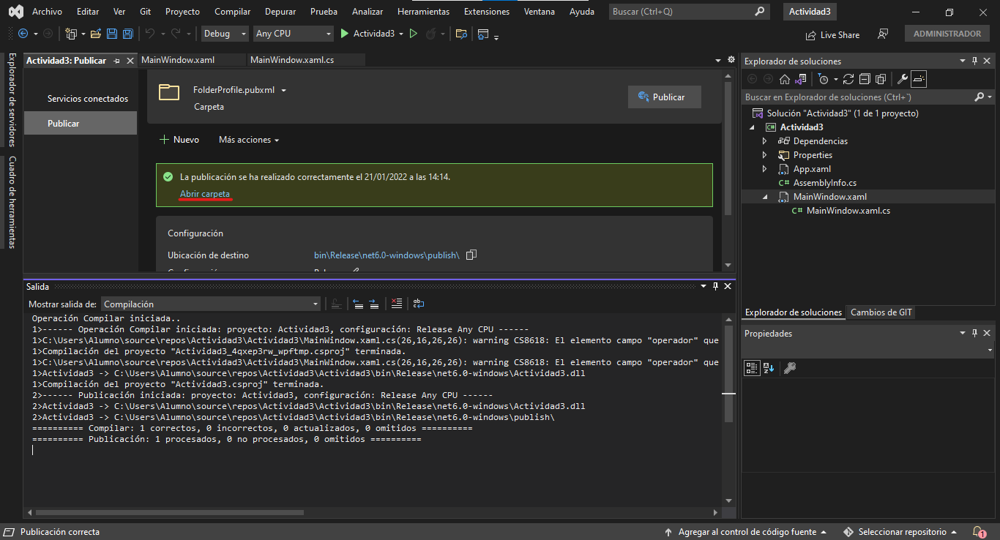 Archivo Editar Ver Git Proyecto Compilar Depurar Prueba Analizar Herramientas Extensiones Ventana Ayuda Buscar (Ctrl+Q) Actividad3
Debug Any CPU Actividad3 Live Share ADMINISTRADOR
Explorador de servidores
Cuadro de herramientas
Actividad3: Publicar MainWindow.xaml MainWindow.xaml.cs
Servicios conectados
Publicar
FolderProfile.pubxml
Carpeta
Publicar
Nuevo Más acciones
La publicación se ha realizado correctamente el 21/01/2022 a las 14:14.
Abrir carpeta
Configuración
Ubicación de destino bin\Release\net6.0-windows\publish\
Salida
Mostrar salida de: Compilación
Operación Compilar iniciada..
1>------ Operación Compilar iniciada: proyecto: Actividad3, configuración: Release Any CPU ------
1>C:\Users\Alumno\source\repos\Actividad3\Actividad3\MainWindow.xaml.cs(26,16,26,26): warning CS8618: El elemento campo "operador" que
1>Compilación del proyecto "Actividad3_4qxep3rw_wpftmp.csproj" terminada.
1>C:\Users\Alumno\source\repos\Actividad3\Actividad3\MainWindow.xaml.cs(26,16,26,26): warning CS8618: El elemento campo "operador" que
1>Actividad3 -> C:\Users\Alumno\source\repos\Actividad3\Actividad3\bin\Release\net6.0-windows\Actividad3.dll
1>Compilación del proyecto "Actividad3.csproj" terminada.
2>------ Publicación iniciada: proyecto: Actividad3, configuración: Release Any CPU ------
2>Actividad3 -> C:\Users\Alumno\source\repos\Actividad3\Actividad3\bin\Release\net6.0-windows\Actividad3.dll
2>Actividad3 -> C:\Users\Alumno\source\repos\Actividad3\Actividad3\bin\Release\net6.0-windows\publish\
========== Compilar: 1 correctos, 0 incorrectos, 0 actualizados, 0 omitidos ==========
========== Publicación: 1 procesados, 0 no procesados, 0 omitidos ==========
Explorador de soluciones
Buscar en Explorador de soluciones (Ctrl+`)
Solución "Actividad3" (1 de 1 proyecto)
C# Actividad3
Dependencias
Properties
App.xaml
C# AssemblyInfo.cs
MainWindow.xaml
C# MainWindow.xaml.cs
Explorador de soluciones Cambios de GIT
Propiedades
Publicación correcta Agregar al control de código fuente Seleccionar repositorio 1